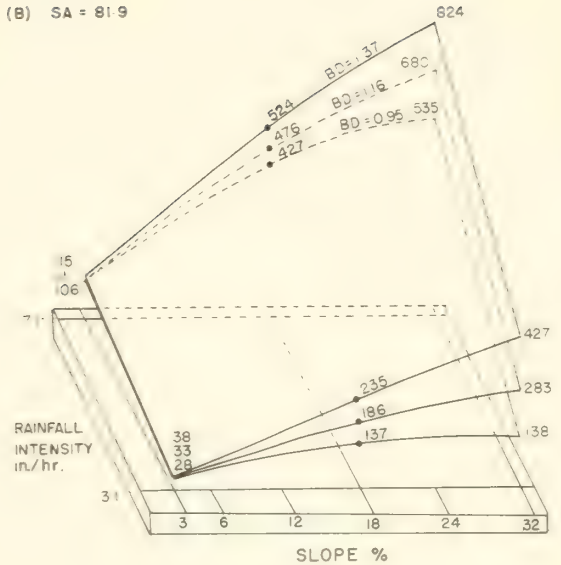 (B) SA = 81.9
824
BD=1.37
680
BD=1.16
535
BD=0.95
524
476
427
15
106
7.1
427
283
138
235
186
137
38
33
28
RAINFALL
INTENSITY
in/hr.
3 6 12 18 24 32
SLOPE %